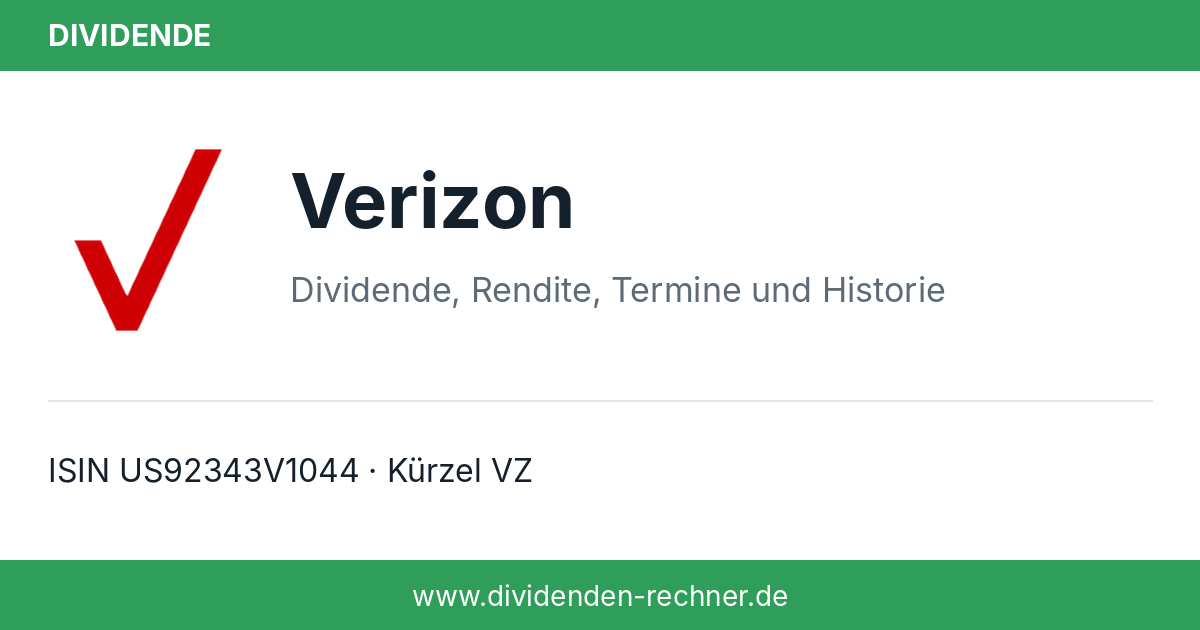 DIVIDENDE
Verizon
Dividende, Rendite, Termine und Historie
ISIN US92343V1044 · Kürzel VZ
www.dividenden-rechner.de